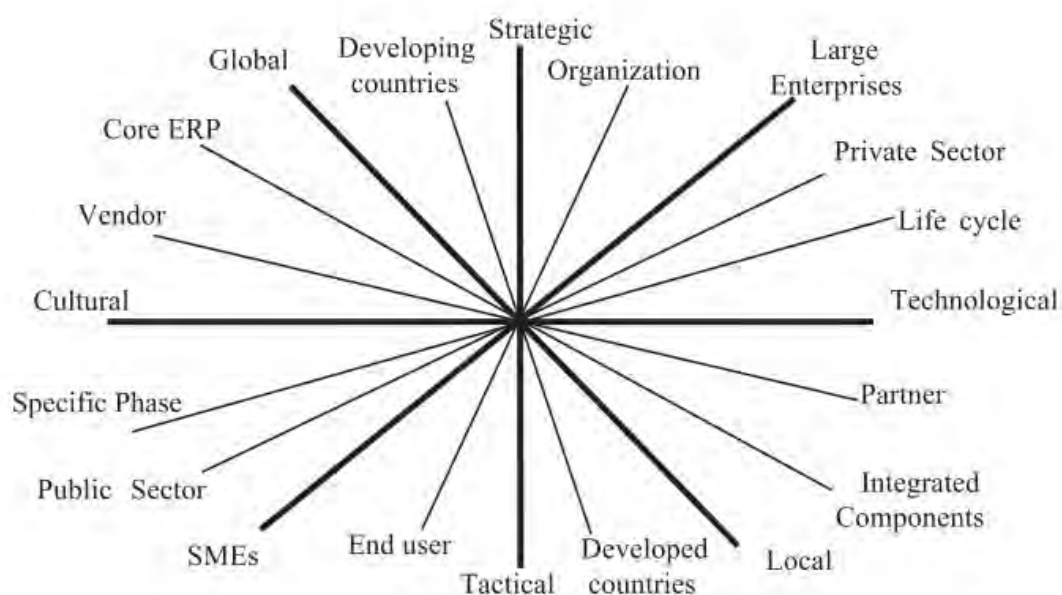 Strategic
Developing
countries
Global
Organization
Large
Enterprises
Core ERP
Private Sector
Vendor
Life cycle
Cultural
Technological
Specific Phase
Partner
Public Sector
Integrated
Components
SMEs
End user
Tactical
Developed
countries
Local